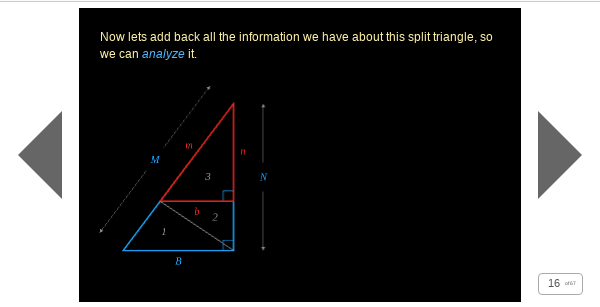 Now lets add back all the information we have about this split triangle, so
we can analyze it.
m
n
M
3
N
b
2
1
B
16 of 67